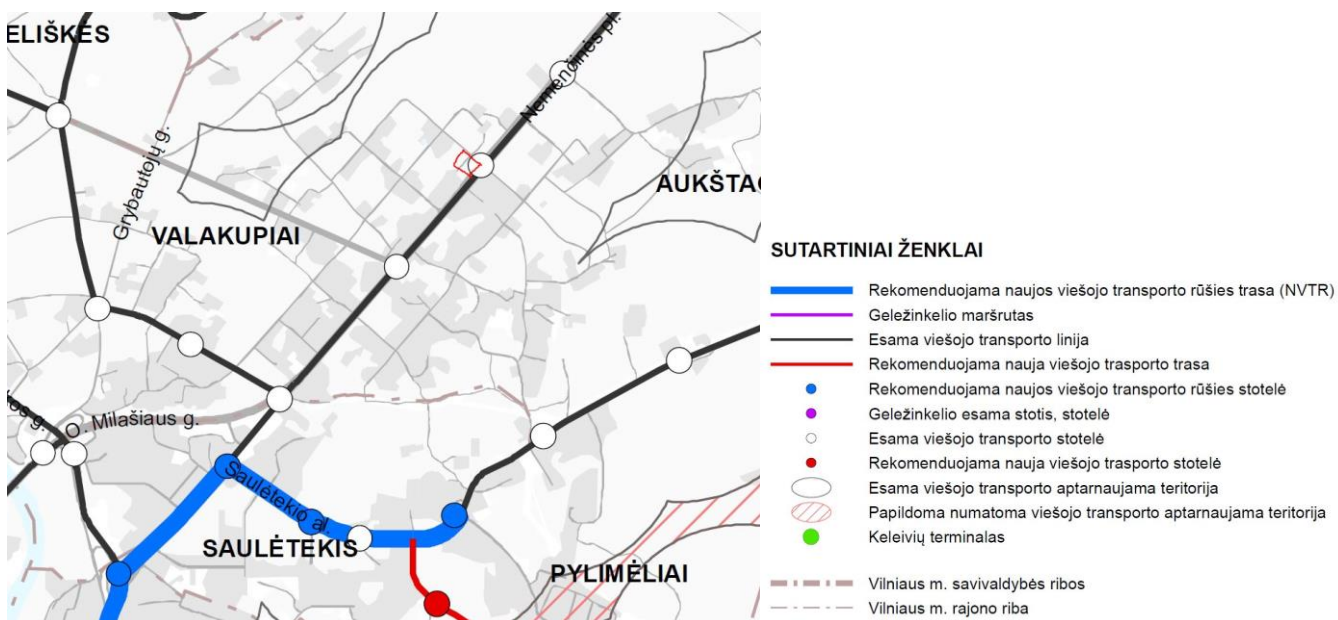 ELIŠKĖS
Nemenčinės pl.
Grybautojų g.
AUKŠTAG
VALAKUPIAI
O. Milašiaus g.
Saulėtekio al.
SAULĖTEKIS
PYLIMĖLIAI
SUTARTINIAI ŽENKLAI
Rekomenduojama naujos viešojo transporto rūšies trasa (NVTR)
Geležinkelio maršrutas
Esama viešojo transporto linija
Rekomenduojama nauja viešojo trasporto trasa
Rekomenduojama naujos viešojo transporto rūšies stotelė
Geležinkelio esama stotis, stotelė
Esama viešojo transporto stotelė
Rekomenduojama nauja viešojo trasporto stotelė
Esama viešojo transporto aptarnaujama teritorija
Papildoma numatoma viešojo transporto aptarnaujama teritorija
Keleivių terminalas
Vilniaus m. savivaldybės ribos
Vilniaus m. rajono riba